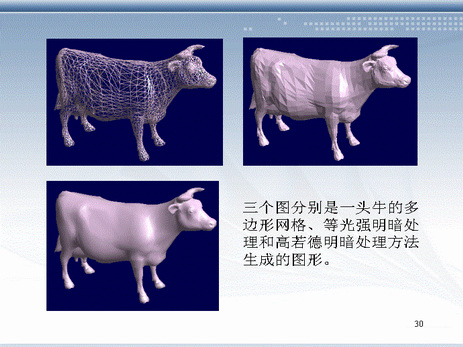 三个图分别是一头牛的多
边形网格、等光强明暗处
理和高若德明暗处理方法
生成的图形。
30